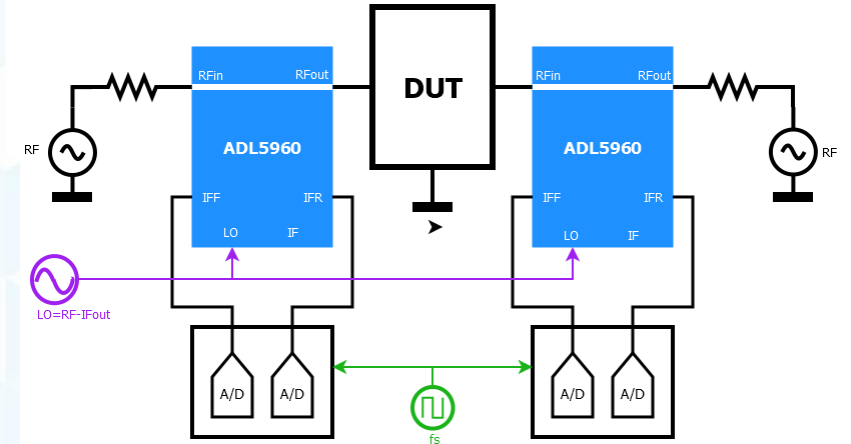 RFin
RFout
DUT
RFin
RFout
RF
ADL5960
ADL5960
RF
IFF
IFR
IFF
IFR
LO
IF
LO
IF
LO=RF-IFout
A/D
A/D
A/D
A/D
fs